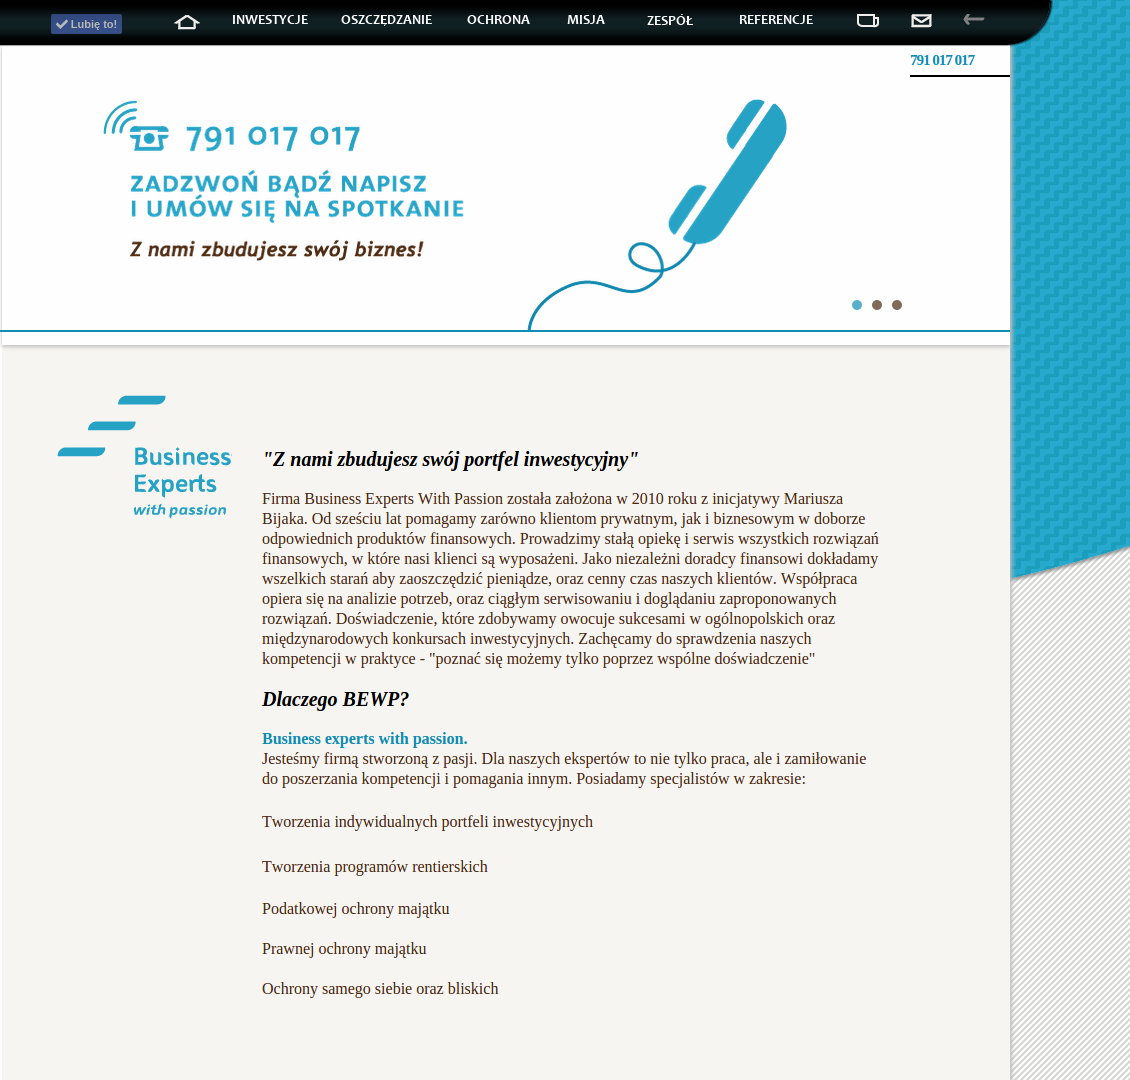 Lubię to!
INWESTYCJE OSZCZĘDZANIE OCHRONA MISJA ZESPÓŁ REFERENCJE
791 017 017
791 017 017
ZADZWOŃ BĄDŹ NAPISZ
I UMÓW SIĘ NA SPOTKANIE
Z nami zbudujesz swój biznes!
Business
Experts
with passion
"Z nami zbudujesz swój portfel inwestycyjny"
Firma Business Experts With Passion została założona w 2010 roku z inicjatywy Mariusza
Bijaka. Od sześciu lat pomagamy zarówno klientom prywatnym, jak i biznesowym w doborze
odpowiednich produktów finansowych. Prowadzimy stałą opiekę i serwis wszystkich rozwiązań
finansowych, w które nasi klienci są wyposażeni. Jako niezależni doradcy finansowi dokładamy
wszelkich starań aby zaoszczędzić pieniądze, oraz cenny czas naszych klientów. Współpraca
opiera się na analizie potrzeb, oraz ciągłym serwisowaniu i doglądaniu zaproponowanych
rozwiązań. Doświadczenie, które zdobywamy owocuje sukcesami w ogólnopolskich oraz
międzynarodowych konkursach inwestycyjnych. Zachęcamy do sprawdzenia naszych
kompetencji w praktyce - "poznać się możemy tylko poprzez wspólne doświadczenie"
Dlaczego BEWP?
Business experts with passion.
Jesteśmy firmą stworzoną z pasji. Dla naszych ekspertów to nie tylko praca, ale i zamiłowanie
do poszerzania kompetencji i pomagania innym. Posiadamy specjalistów w zakresie:
Tworzenia indywidualnych portfeli inwestycyjnych
Tworzenia programów rentierskich
Podatkowej ochrony majątku
Prawnej ochrony majątku
Ochrony samego siebie oraz bliskich